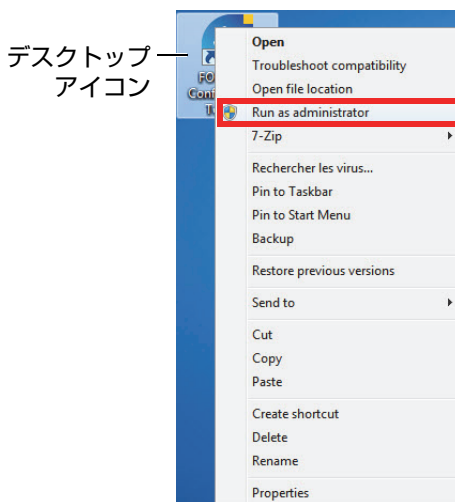 デスクトップ
アイコン
FO
Conf
T
Open
Troubleshoot compatibility
Open file location
Run as administrator
7-Zip
Rechercher les virus...
Pin to Taskbar
Pin to Start Menu
Backup
Restore previous versions
Send to
Cut
Copy
Paste
Create shortcut
Delete
Rename
Properties